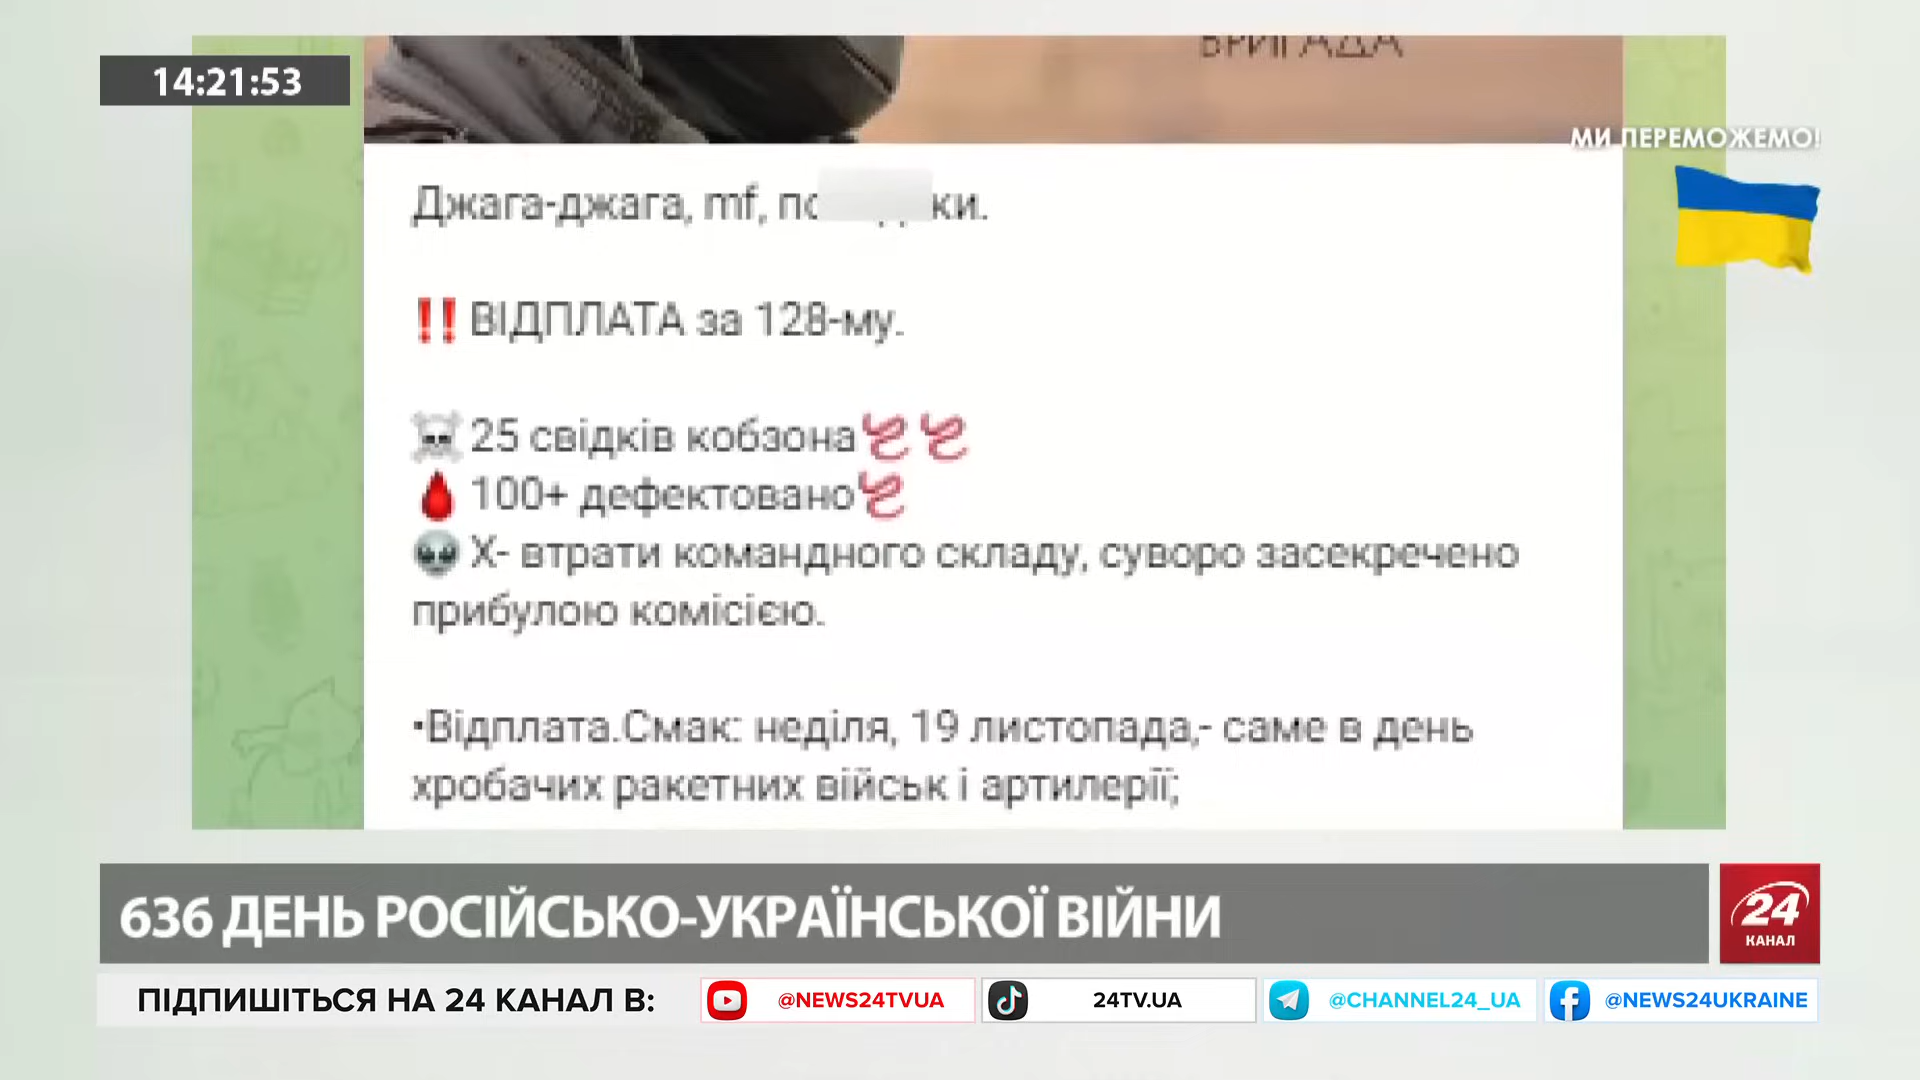 БРИГАДА
14:21:53
МИ ПЕРЕМОЖЕМО!
Джага-джага, mf,
‼ВІДПЛАТА за 128-му.
☠25 свідків кобзона🪱🪱
🩸100+ дефектовано🪱
👽Х- втрати командного складу, суворо засекречено
прибулою комісією.
•Відплата.Смак: неділя, 19 листопада,- саме в день
хробачих ракетних військ і артилерії;
636 ДЕНЬ РОСІЙСЬКО-УКРАЇНСЬКОЇ ВІЙНИ
24
КАНАЛ
ПІДПИШІТЬСЯ НА 24 КАНАЛ В: @NEWS24TVUA 24TV.UA @CHANNEL24_UA @NEWS24UKRAINE